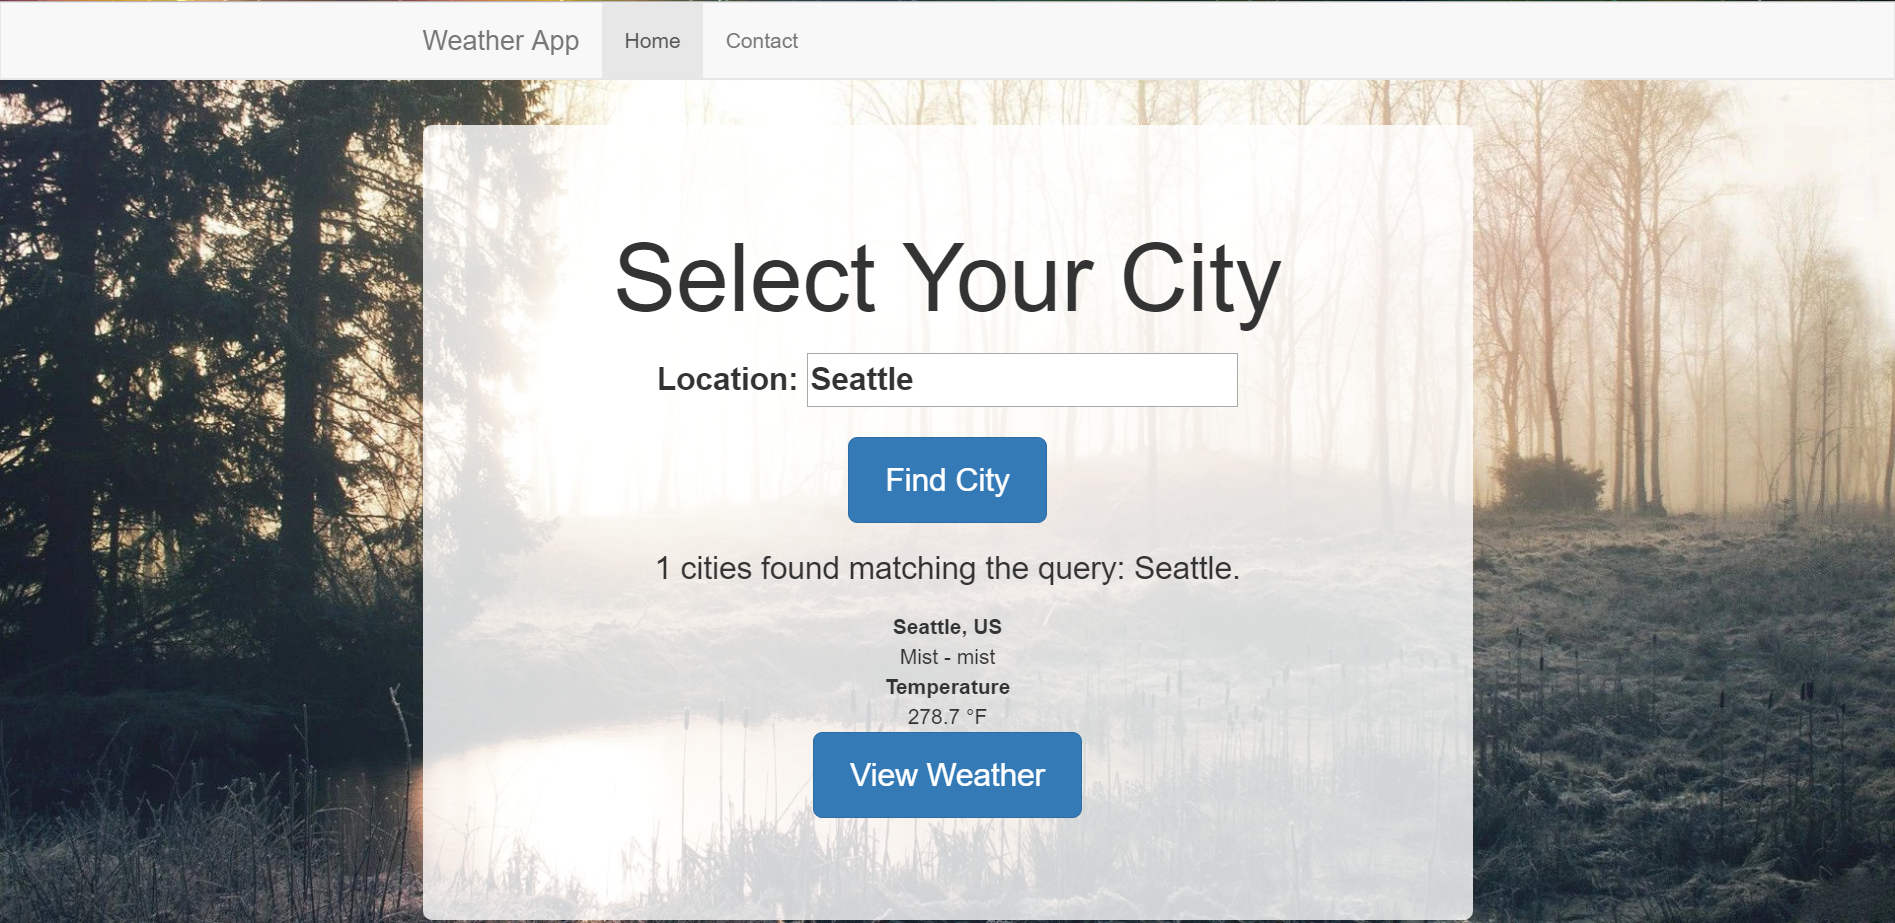 Weather App Home Contact
Select Your City
Location: Seattle
Find City
1 cities found matching the query: Seattle.
Seattle, US
Mist - mist
Temperature
278.7 °F
View Weather